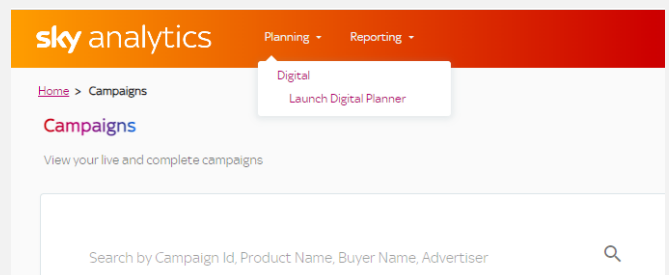 sky analytics Planning Reporting
Digital
Launch Digital Planner
Home > Campaigns
Campaigns
View your live and complete campaigns
Search by Campaign Id, Product Name, Buyer Name, Advertiser